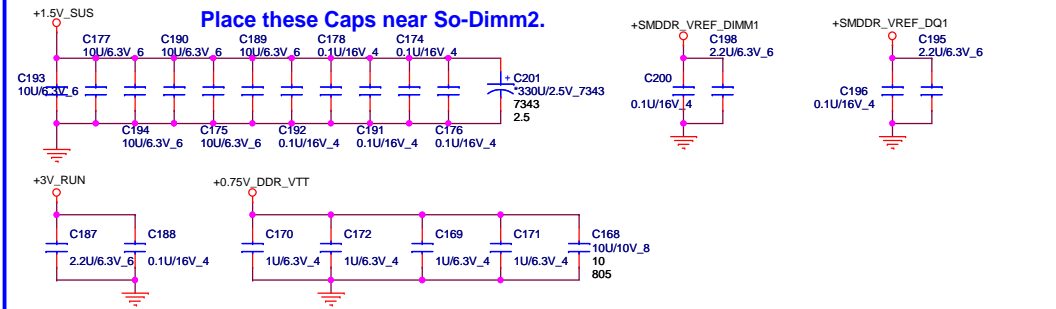 Place these Caps near So-Dimm2.
+1.5V_SUS
C177
10U/6.3V_6
C190
10U/6.3V_6
C189
10U/6.3V_6
C178
0.1U/16V_4
C174
0.1U/16V_4
C193
10U/6.3V_6
C201
+
*330U/2.5V_7343
7343
2.5
C194
10U/6.3V_6
C175
10U/6.3V_6
C192
0.1U/16V_4
C191
0.1U/16V_4
C176
0.1U/16V_4
+SMDDR_VREF_DIMM1
C198
2.2U/6.3V_6
C200
0.1U/16V_4
+SMDDR_VREF_DQ1
C195
2.2U/6.3V_6
C196
0.1U/16V_4
+3V_RUN
C187
2.2U/6.3V_6
C188
0.1U/16V_4
+0.75V_DDR_VTT
C170
1U/6.3V_4
C172
1U/6.3V_4
C169
1U/6.3V_4
C171
1U/6.3V_4
C168
10U/10V_8
10
805